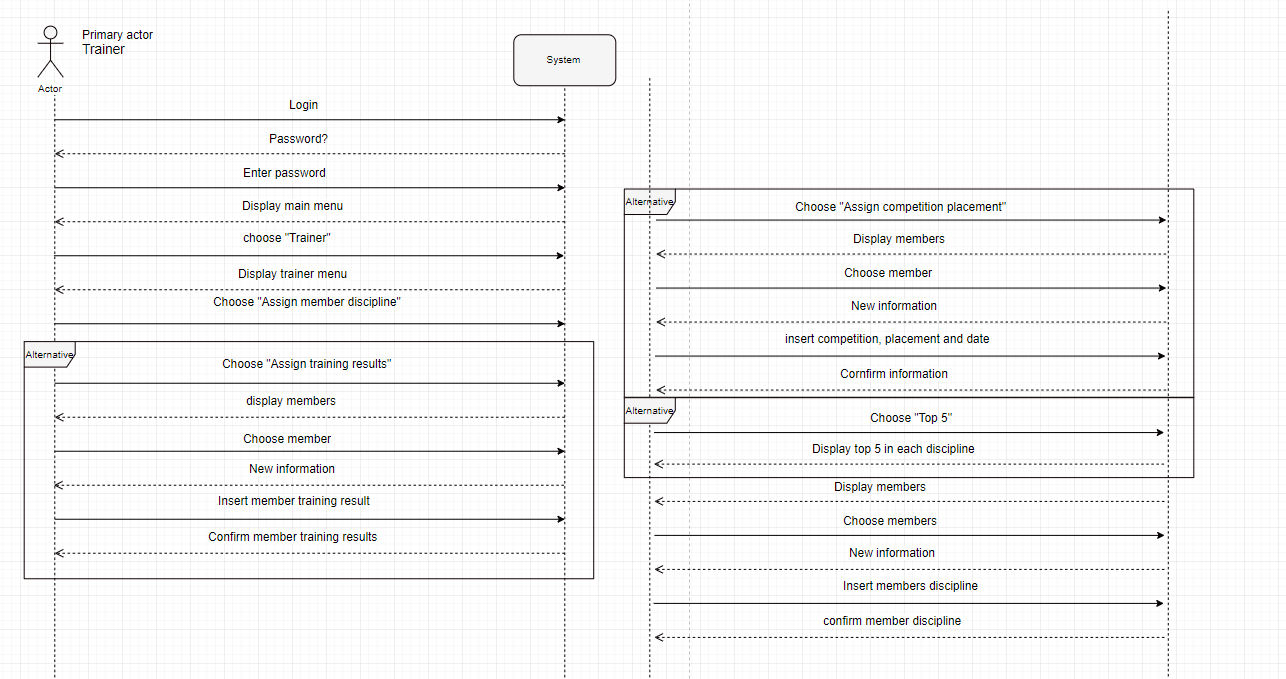 Primary actor
Trainer
Actor
System
Login
Password?
Enter password
Display main menu
choose "Trainer"
Display trainer menu
Choose "Assign member discipline"
Alternative
Choose "Assign training results"
display members
Choose member
New information
Insert member training result
Confirm member training results
Alternative
Choose "Assign competition placement"
Display members
Choose member
New information
insert competition, placement and date
Cornfirm information
Alternative
Choose "Top 5"
Display top 5 in each discipline
Display members
Choose members
New information
Insert members discipline
confirm member discipline